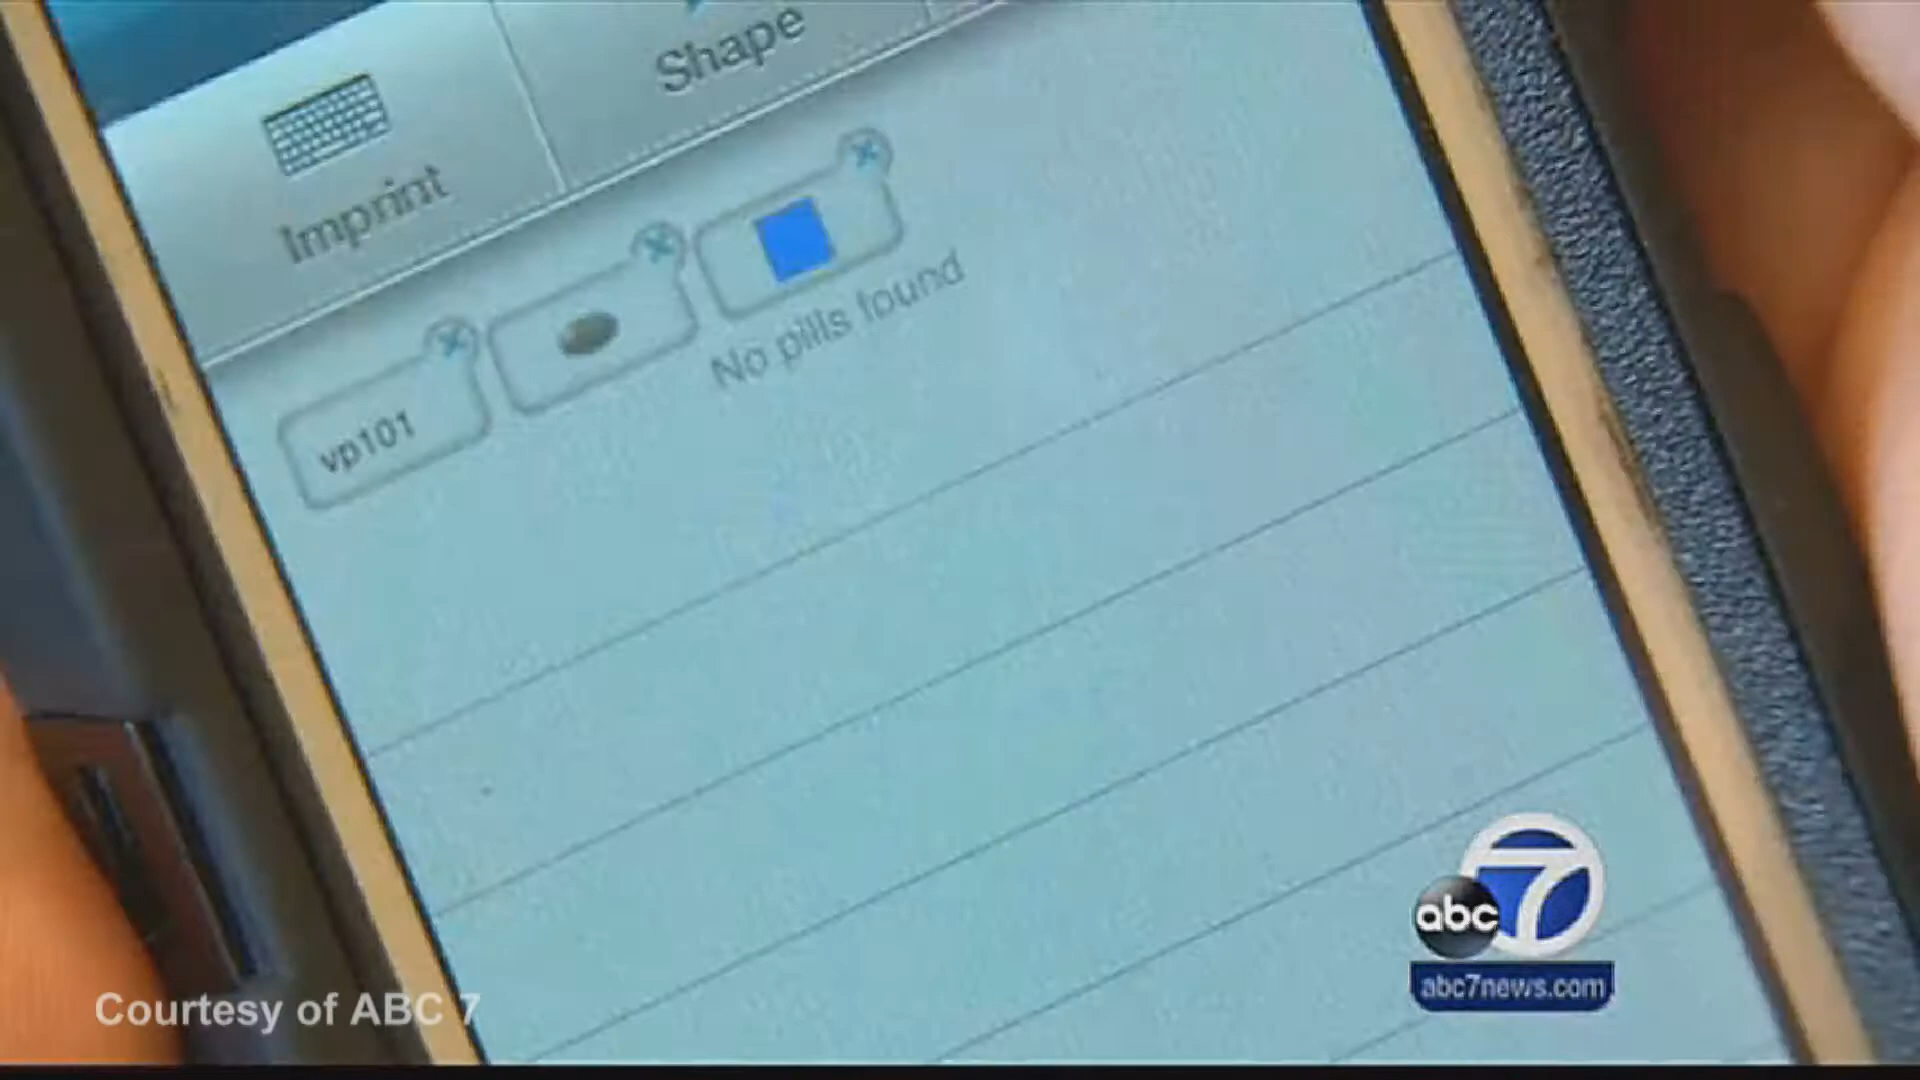 Shape
Imprint
vp101
No pills found
abc 7
abc7news.com
Courtesy of ABC 7